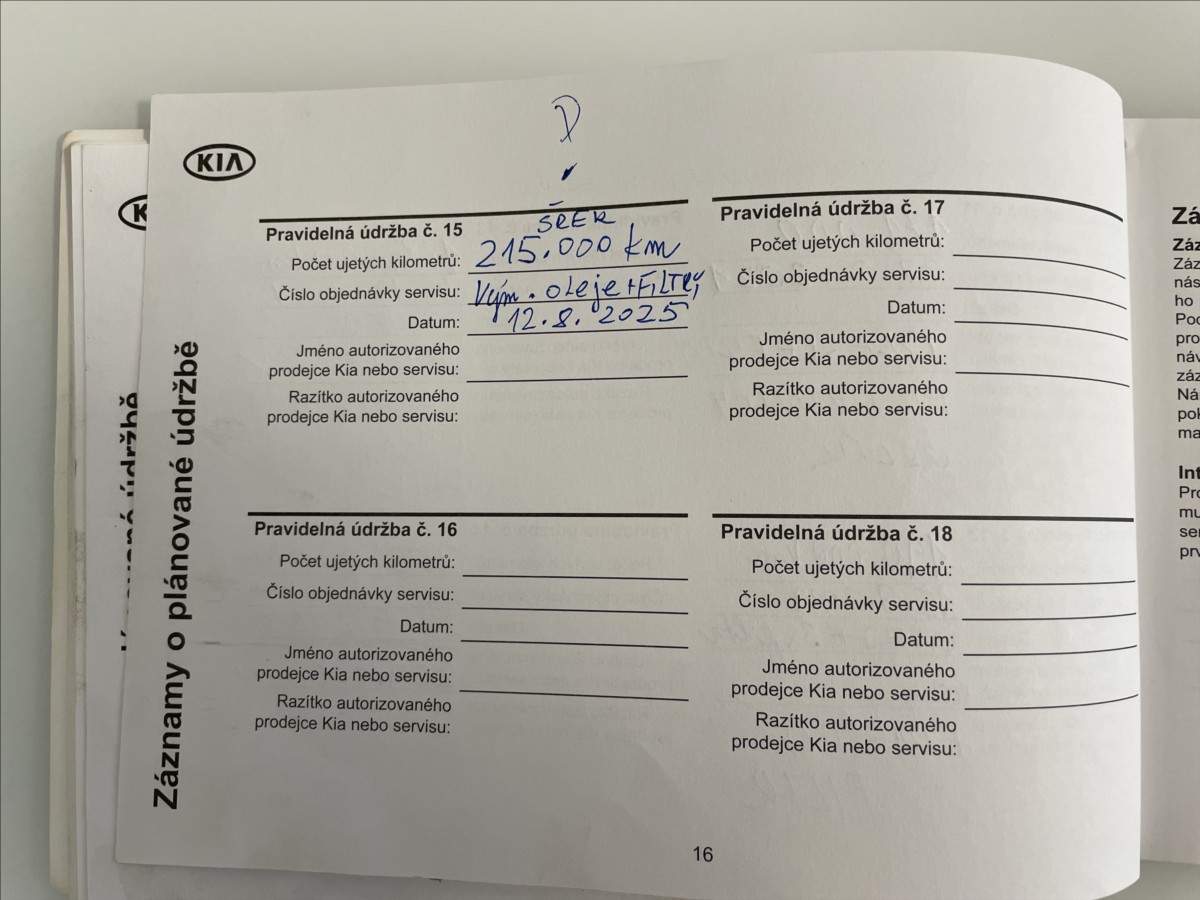 KIA
Záznamy o plánované údržbě
Pravidelná údržba č. 15
ŠREK
Počet ujetých kilometrů: 215.000 km
Číslo objednávky servisu: Vým. oleje + FILTRŮ
Datum: 12.8.2025
Jméno autorizovaného
prodejce Kia nebo servisu:
Razítko autorizovaného
prodejce Kia nebo servisu:
Pravidelná údržba č. 16
Počet ujetých kilometrů:
Číslo objednávky servisu:
Datum:
Jméno autorizovaného
prodejce Kia nebo servisu:
Razítko autorizovaného
prodejce Kia nebo servisu:
Pravidelná údržba č. 17
Počet ujetých kilometrů:
Číslo objednávky servisu:
Datum:
Jméno autorizovaného
prodejce Kia nebo servisu:
Razítko autorizovaného
prodejce Kia nebo servisu:
Pravidelná údržba č. 18
Počet ujetých kilometrů:
Číslo objednávky servisu:
Datum:
Jméno autorizovaného
prodejce Kia nebo servisu:
Razítko autorizovaného
prodejce Kia nebo servisu:
16